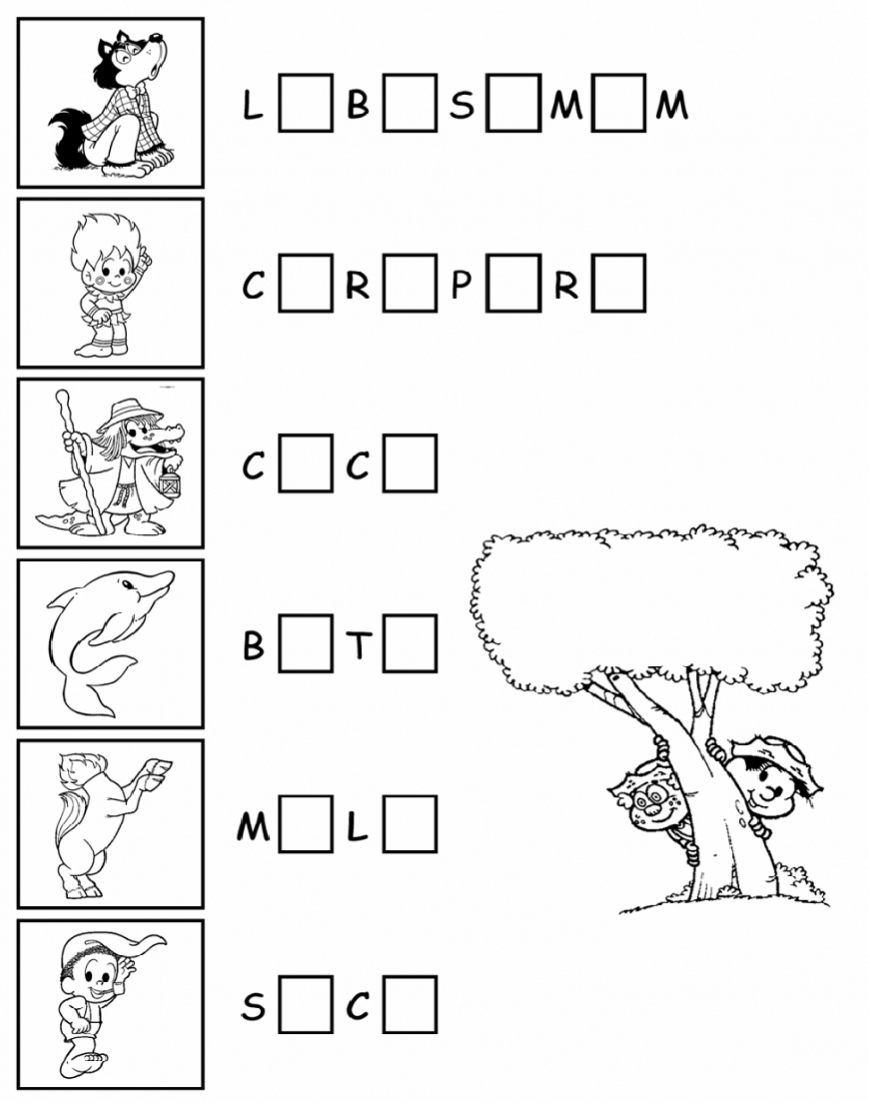 L □ B □ S □ M □ M
C □ R □ P □ R □
C □ C □
B □ T □
M □ L □
S □ C □